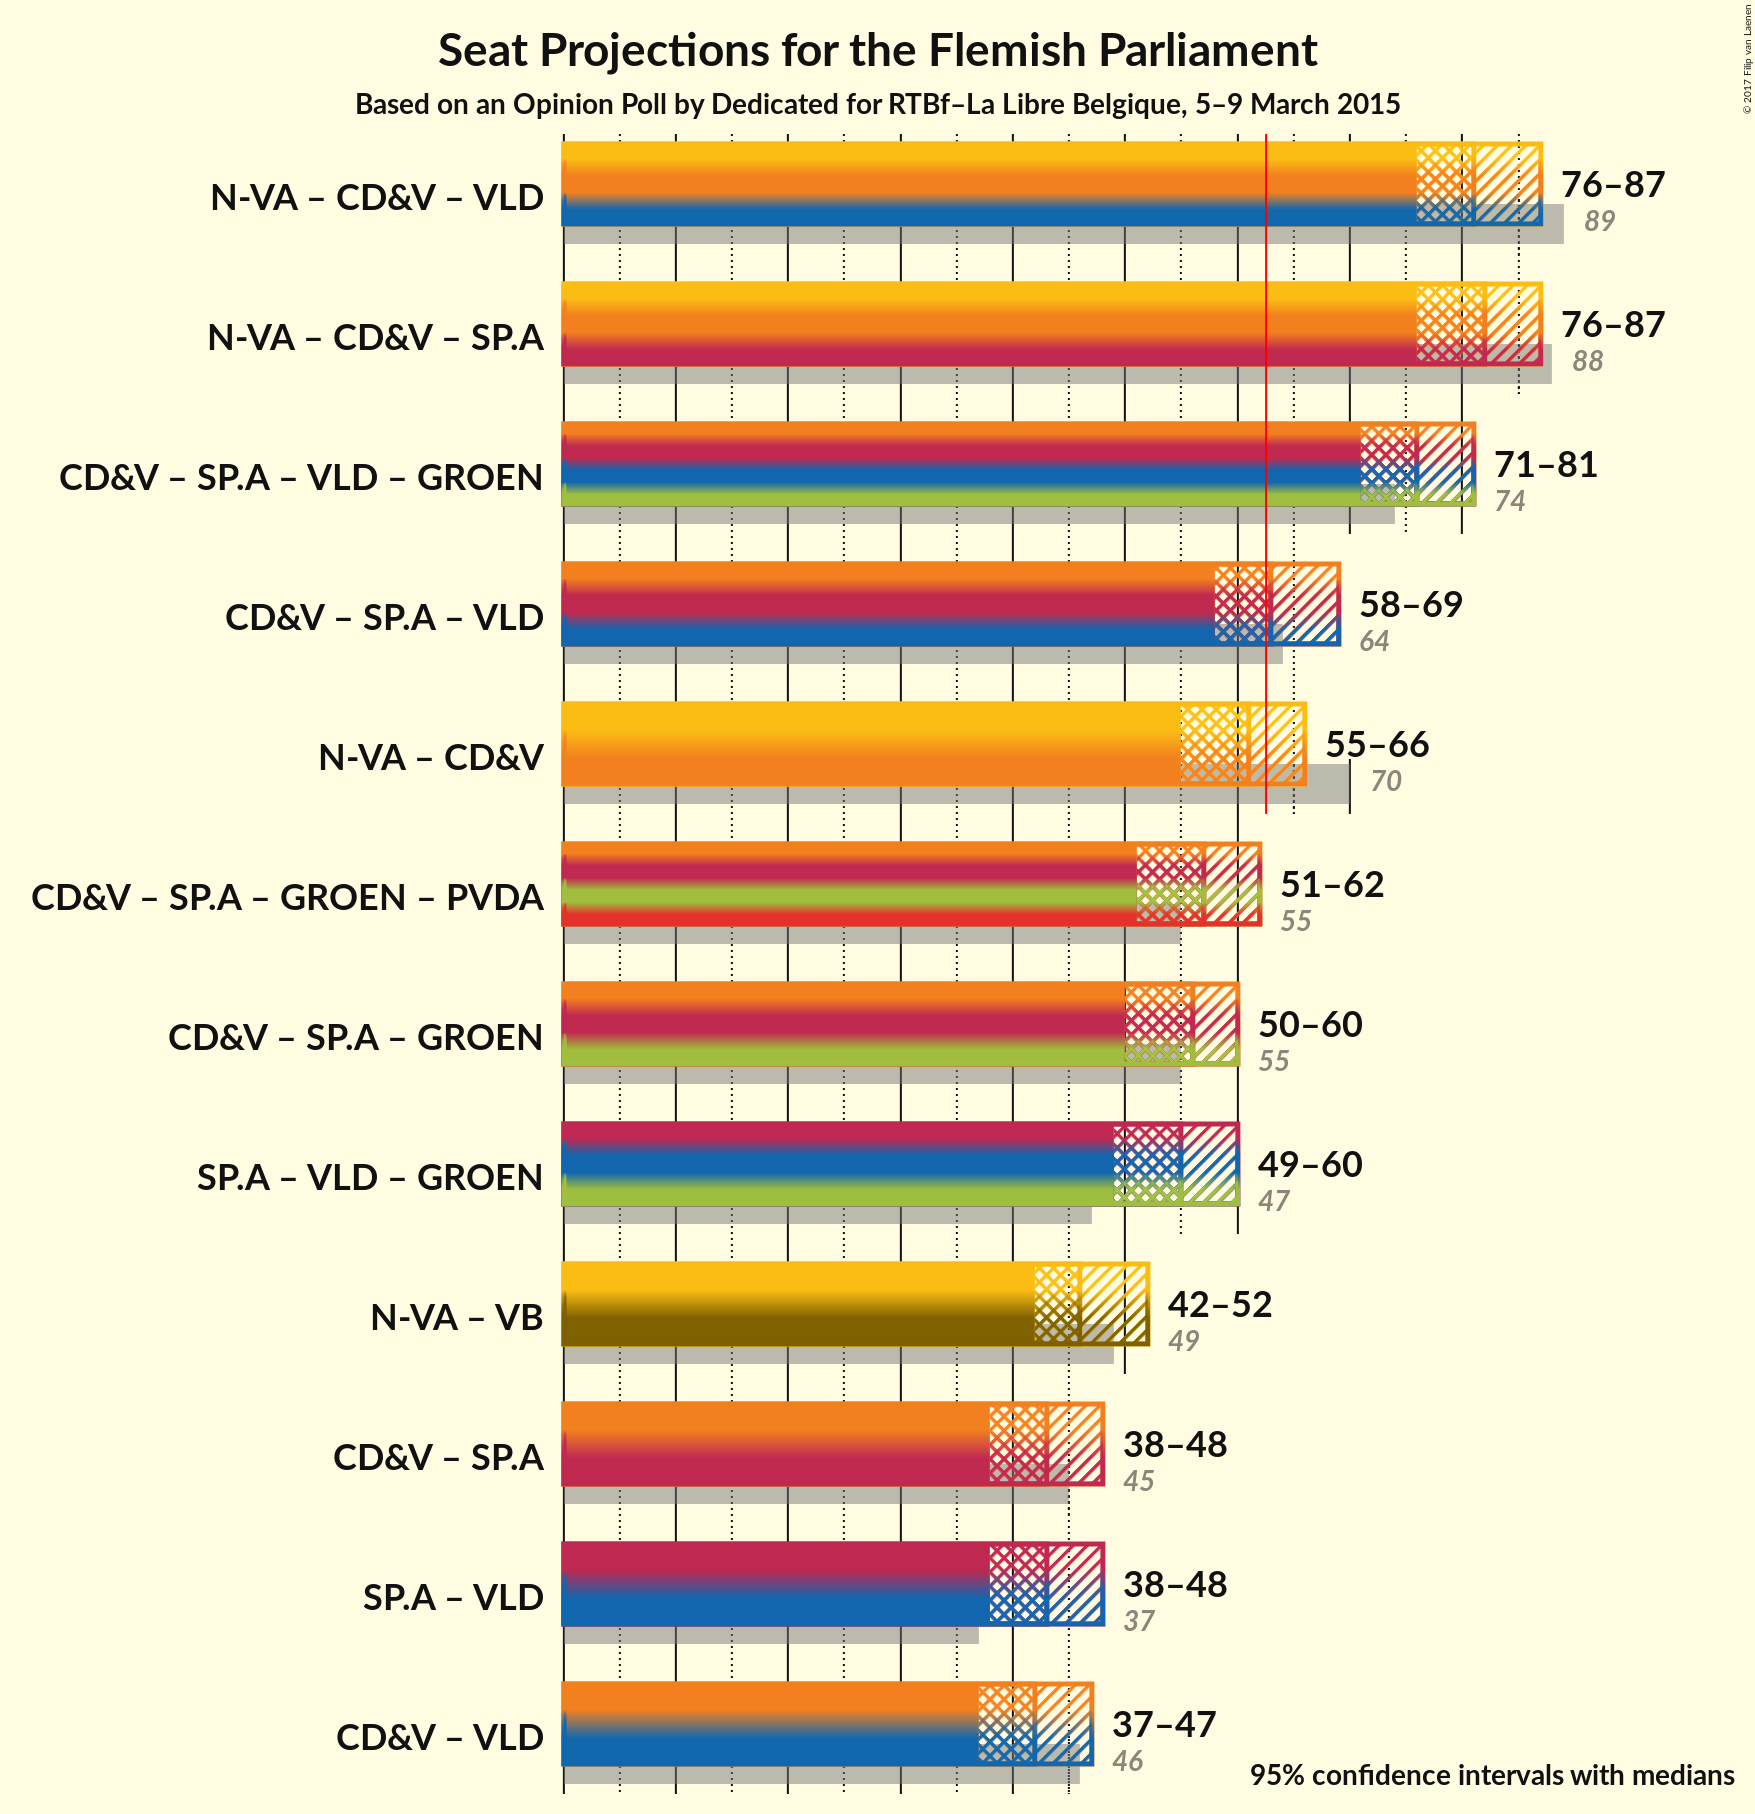 Seat Projections for the Flemish Parliament
Based on an Opinion Poll by Dedicated for RTBf–La Libre Belgique, 5–9 March 2015
© 2017 Filip van Laenen
N-VA – CD&V – VLD
76–87
89
N-VA – CD&V – SP.A
76–87
88
CD&V – SP.A – VLD – GROEN
71–81
74
CD&V – SP.A – VLD
58–69
64
N-VA – CD&V
55–66
70
CD&V – SP.A – GROEN – PVDA
51–62
55
CD&V – SP.A – GROEN
50–60
55
SP.A – VLD – GROEN
49–60
47
N-VA – VB
42–52
49
CD&V – SP.A
38–48
45
SP.A – VLD
38–48
37
CD&V – VLD
37–47
46
95% confidence intervals with medians